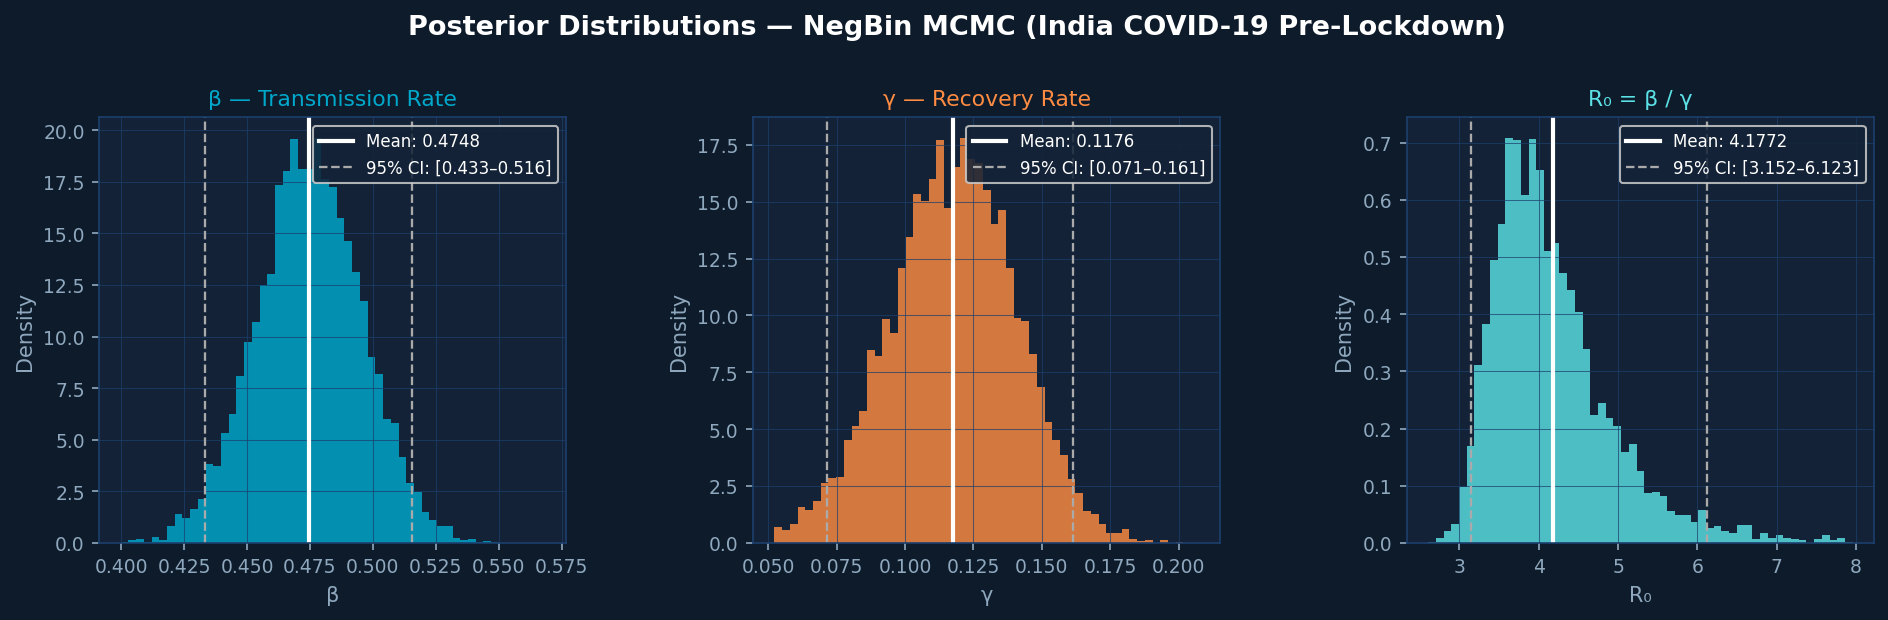 Posterior Distributions — NegBin MCMC (India COVID-19 Pre-Lockdown)
β — Transmission Rate
Mean: 0.4748
95% CI: [0.433–0.516]
Density
20.0
17.5
15.0
12.5
10.0
7.5
5.0
2.5
0.0
0.400 0.425 0.450 0.475 0.500 0.525 0.550 0.575
β
γ — Recovery Rate
Mean: 0.1176
95% CI: [0.071–0.161]
Density
17.5
15.0
12.5
10.0
7.5
5.0
2.5
0.0
0.050 0.075 0.100 0.125 0.150 0.175 0.200
γ
R₀ = β / γ
Mean: 4.1772
95% CI: [3.152–6.123]
Density
0.7
0.6
0.5
0.4
0.3
0.2
0.1
0.0
3 4 5 6 7 8
R₀